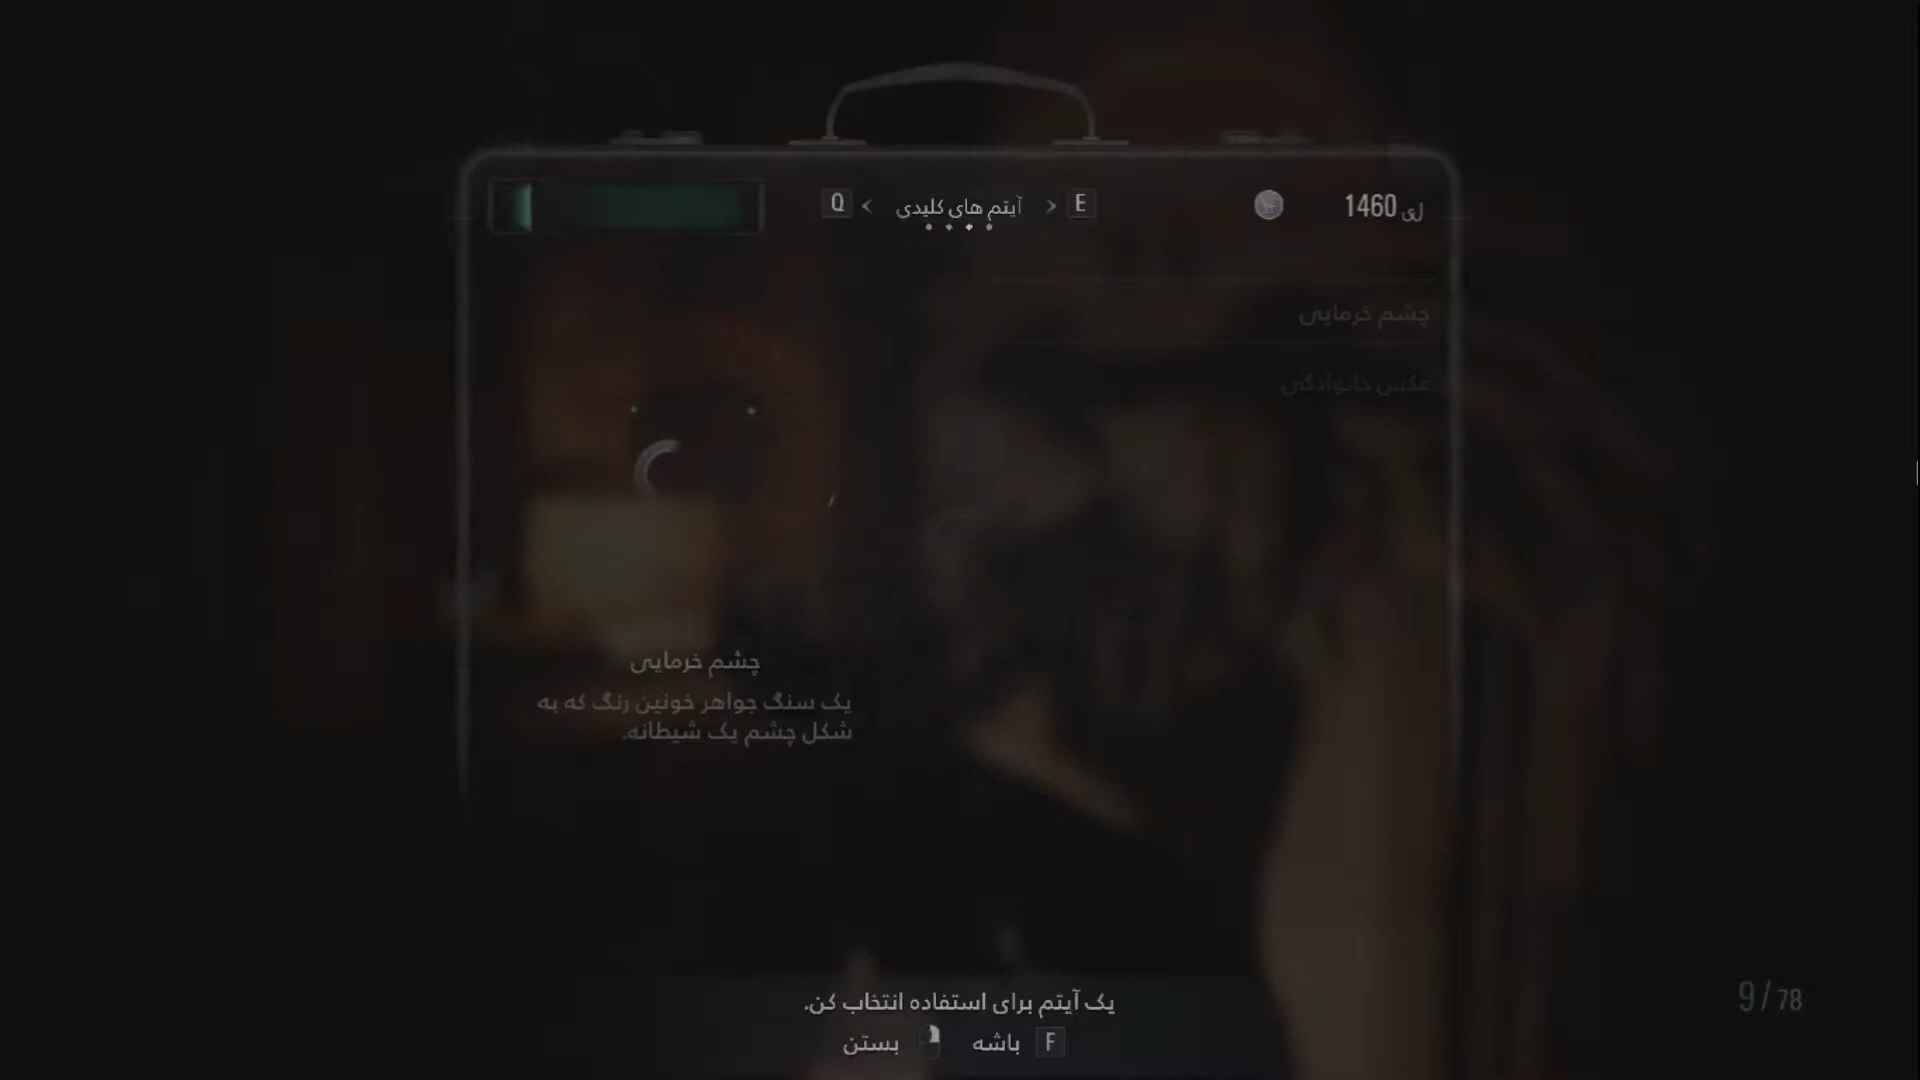 Q < آیتم های کلیدی > E
1460 لی
چشم خرمایی
عکس خانوادگی
چشم خرمایی
یک سنگ جواهر خونین رنگ که به
شکل چشم یک شیطانه.
9/78
یک آیتم برای استفاده انتخاب کن.
F باشه بستن